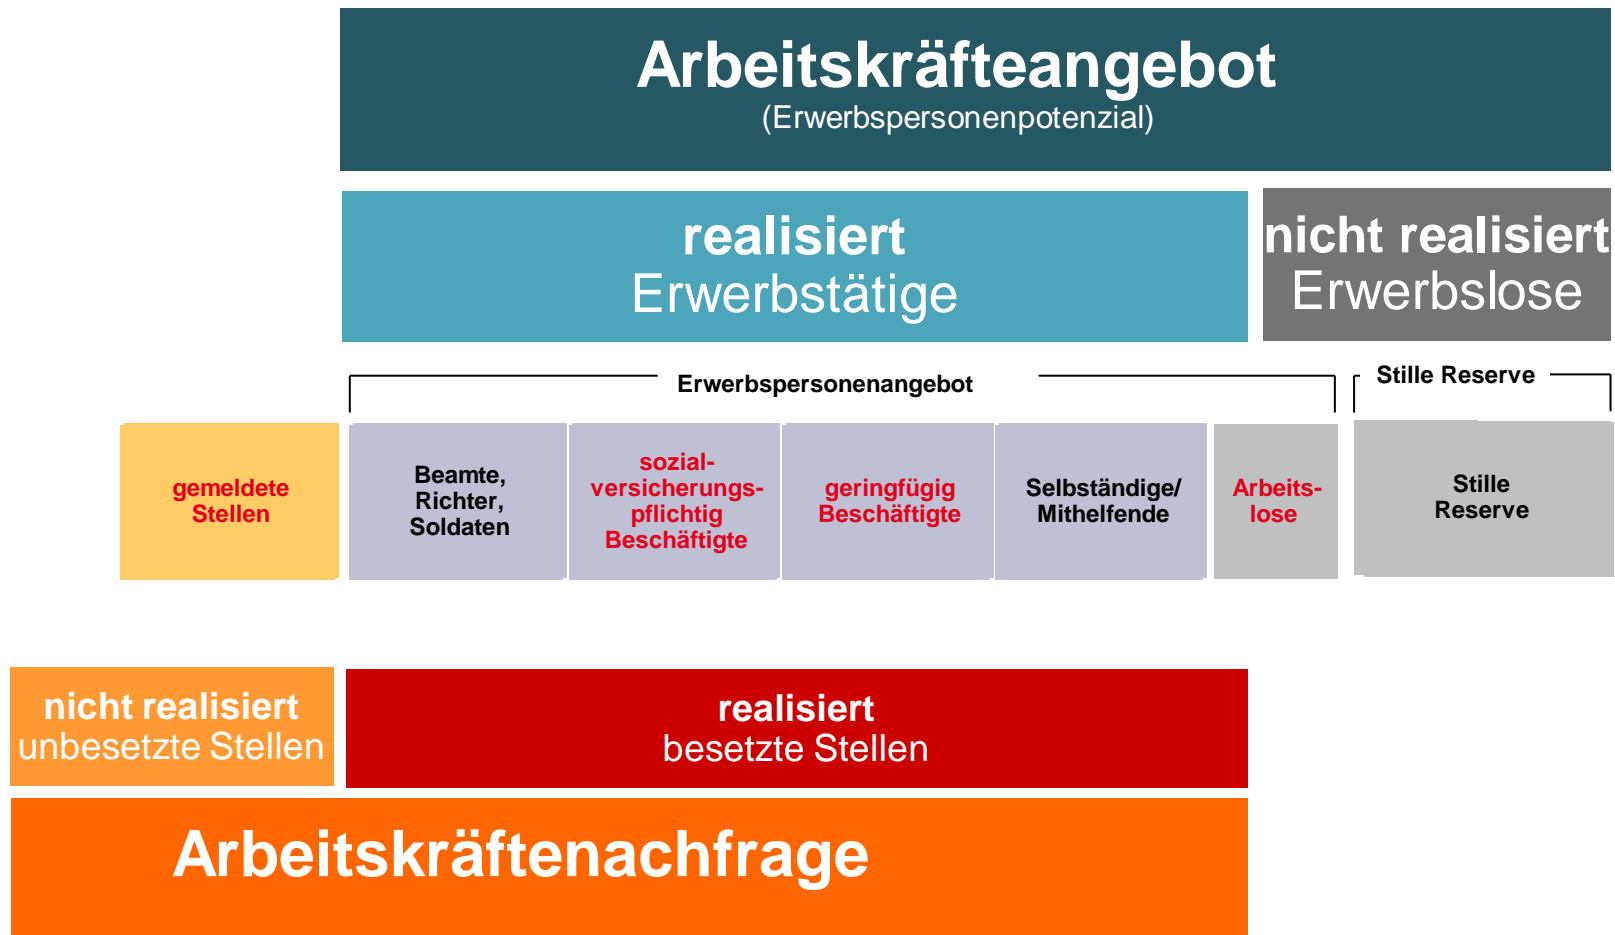 Arbeitskräfteangebot
(Erwerbspersonenpotenzial)
realisiert
Erwerbstätige
nicht realisiert
Erwerbslose
Erwerbspersonenangebot
Stille Reserve
gemeldete
Stellen
Beamte,
Richter,
Soldaten
sozial-
versicherungs-
pflichtig
Beschäftigte
geringfügig
Beschäftigte
Selbständige/
Mithelfende
Arbeits-
lose
Stille
Reserve
nicht realisiert
unbesetzte Stellen
realisiert
besetzte Stellen
Arbeitskräftenachfrage